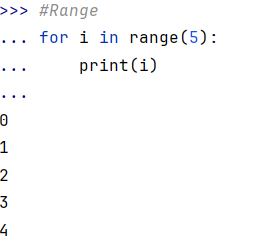 >>> #Range
... for i in range(5):
...     print(i)
...
0
1
2
3
4